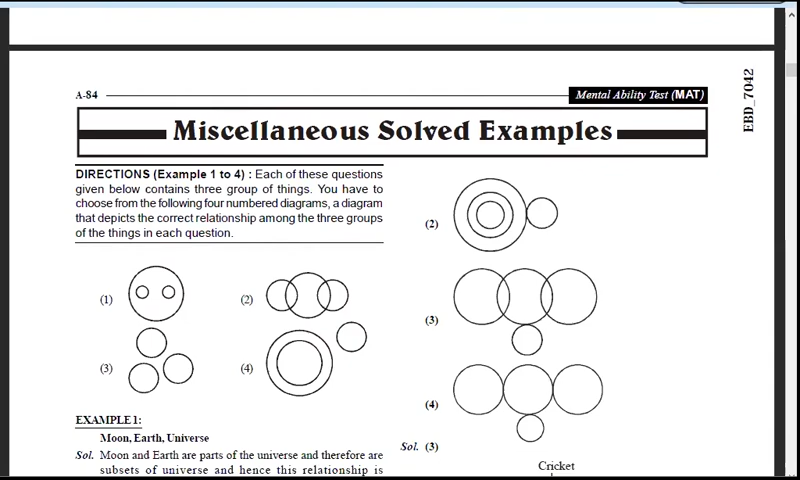 A-84
Mental Ability Test (MAT)
EBD_7042
Miscellaneous Solved Examples
DIRECTIONS (Example 1 to 4) : Each of these questions
given below contains three group of things. You have to
choose from the following four numbered diagrams, a diagram
that depicts the correct relationship among the three groups
of the things in each question.
(1)
(2)
(3)
(4)
EXAMPLE 1:
Moon, Earth, Universe
Sol. Moon and Earth are parts of the universe and therefore are
subsets of universe and hence this relationship is
(2)
(3)
(4)
Sol. (3)
Cricket